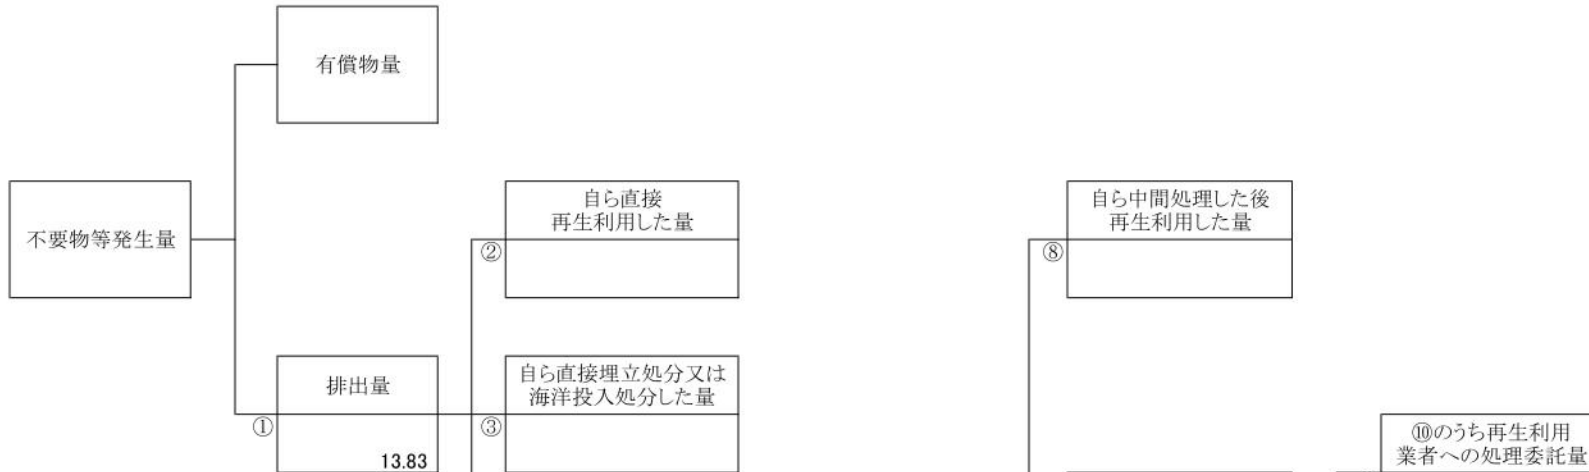 有償物量
不要物等発生量
自ら直接
再生利用した量
②
自ら中間処理した後
再生利用した量
⑧
排出量
①
13.83
自ら直接埋立処分又は
海洋投入処分した量
③
⑩のうち再生利用
業者への処理委託量